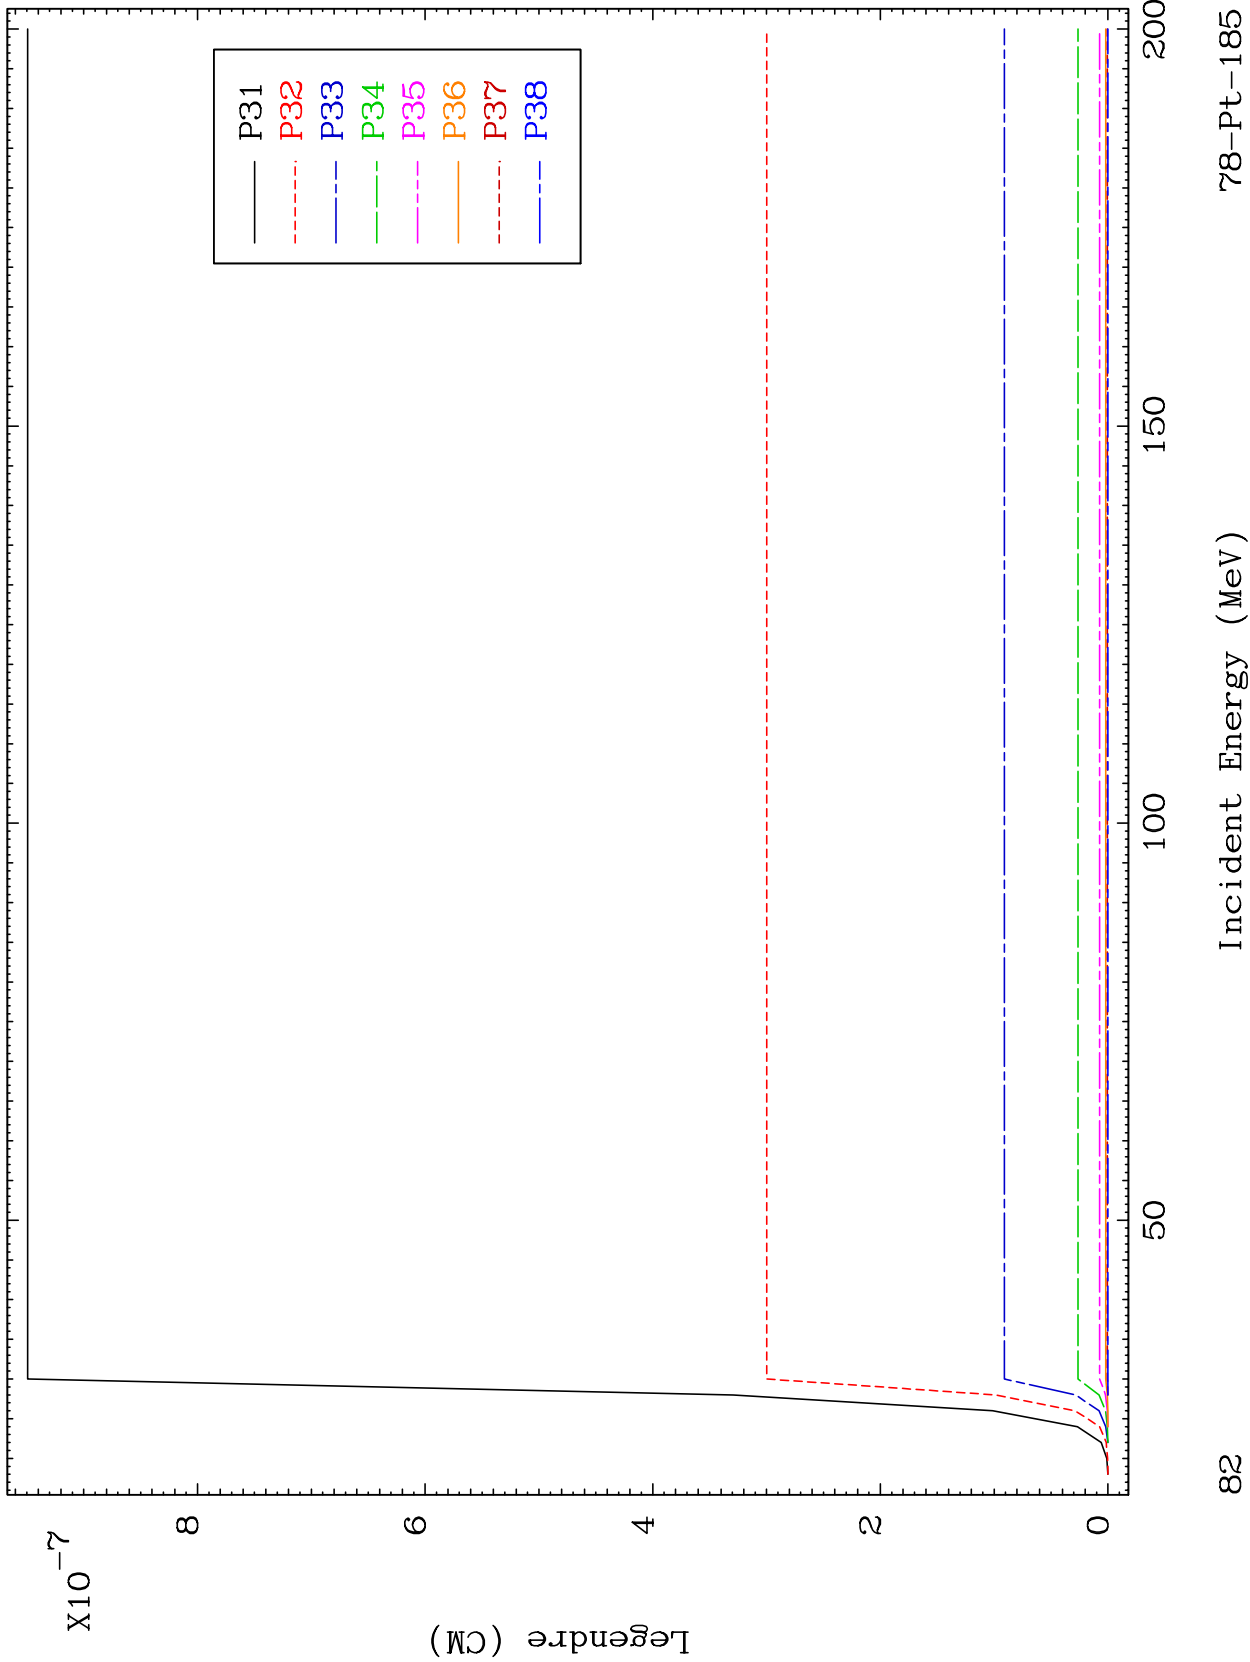 X10-7
Legendre (CM)
8
6
4
2
0
P31
P32
P33
P34
P35
P36
P37
P38
50
100
150
200
Incident Energy (MeV)
82
78-Pt-185